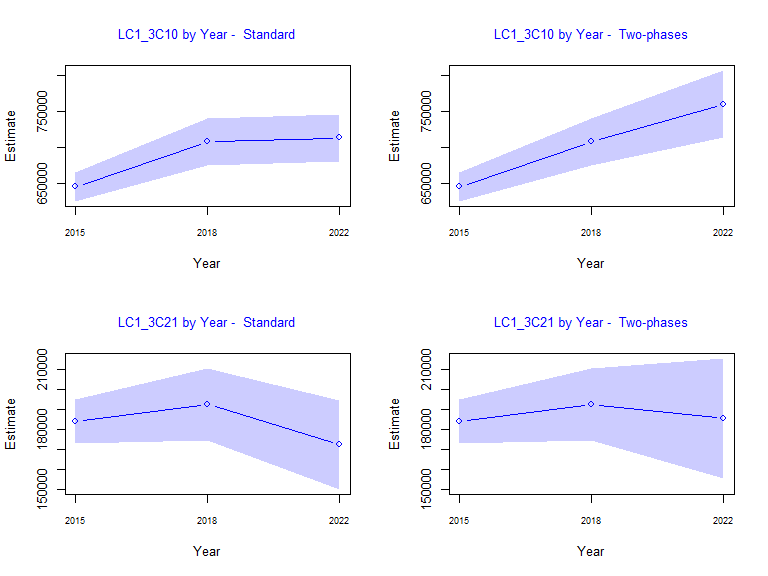 LC1_3C10 by Year -  Standard
Estimate
750000
650000
2015
2018
2022
Year
LC1_3C10 by Year -  Two-phases
Estimate
750000
650000
2015
2018
2022
Year
LC1_3C21 by Year -  Standard
Estimate
210000
180000
150000
2015
2018
2022
Year
LC1_3C21 by Year -  Two-phases
Estimate
210000
180000
150000
2015
2018
2022
Year